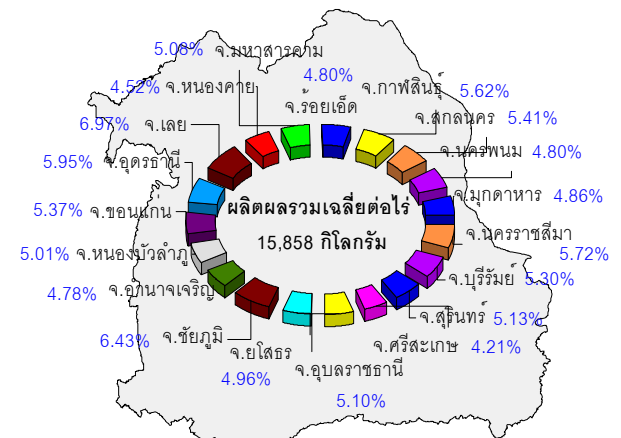 5.08% จ.มหาสารคาม
4.52% จ.หนองคาย
4.80%
จ.ร้อยเอ็ด
จ.กาฬสินธุ์ 5.62%
จ.สกลนคร 5.41%
6.97% จ.เลย
จ.นครพนม 4.80%
5.95% จ.อุดรธานี
จ.มุกดาหาร 4.86%
5.37% จ.ขอนแก่น
ผลิตผลรวมเฉลี่ยต่อไร่
15,858 กิโลกรัม
จ.นครราชสีมา
5.72%
5.01% จ.หนองบัวลำภู
จ.บุรีรัมย์ 5.30%
4.78% จ.อำนาจเจริญ
จ.สุรินทร์ 5.13%
6.43% จ.ชัยภูมิ
จ.ศรีสะเกษ 4.21%
จ.ยโสธร
4.96%
จ.อุบลราชธานี
5.10%